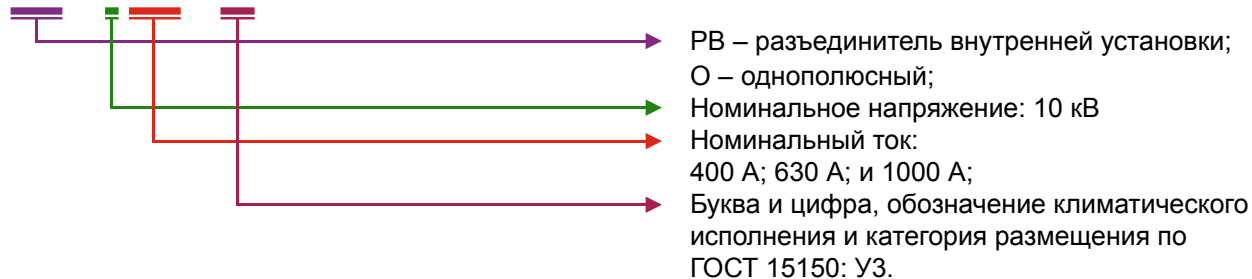 РВ – разъединитель внутренней установки;
О – однополюсный;
Номинальное напряжение: 10 кВ
Номинальный ток:
400 А; 630 А; и 1000 А;
Буква и цифра, обозначение климатического
исполнения и категория размещения по
ГОСТ 15150: У3.